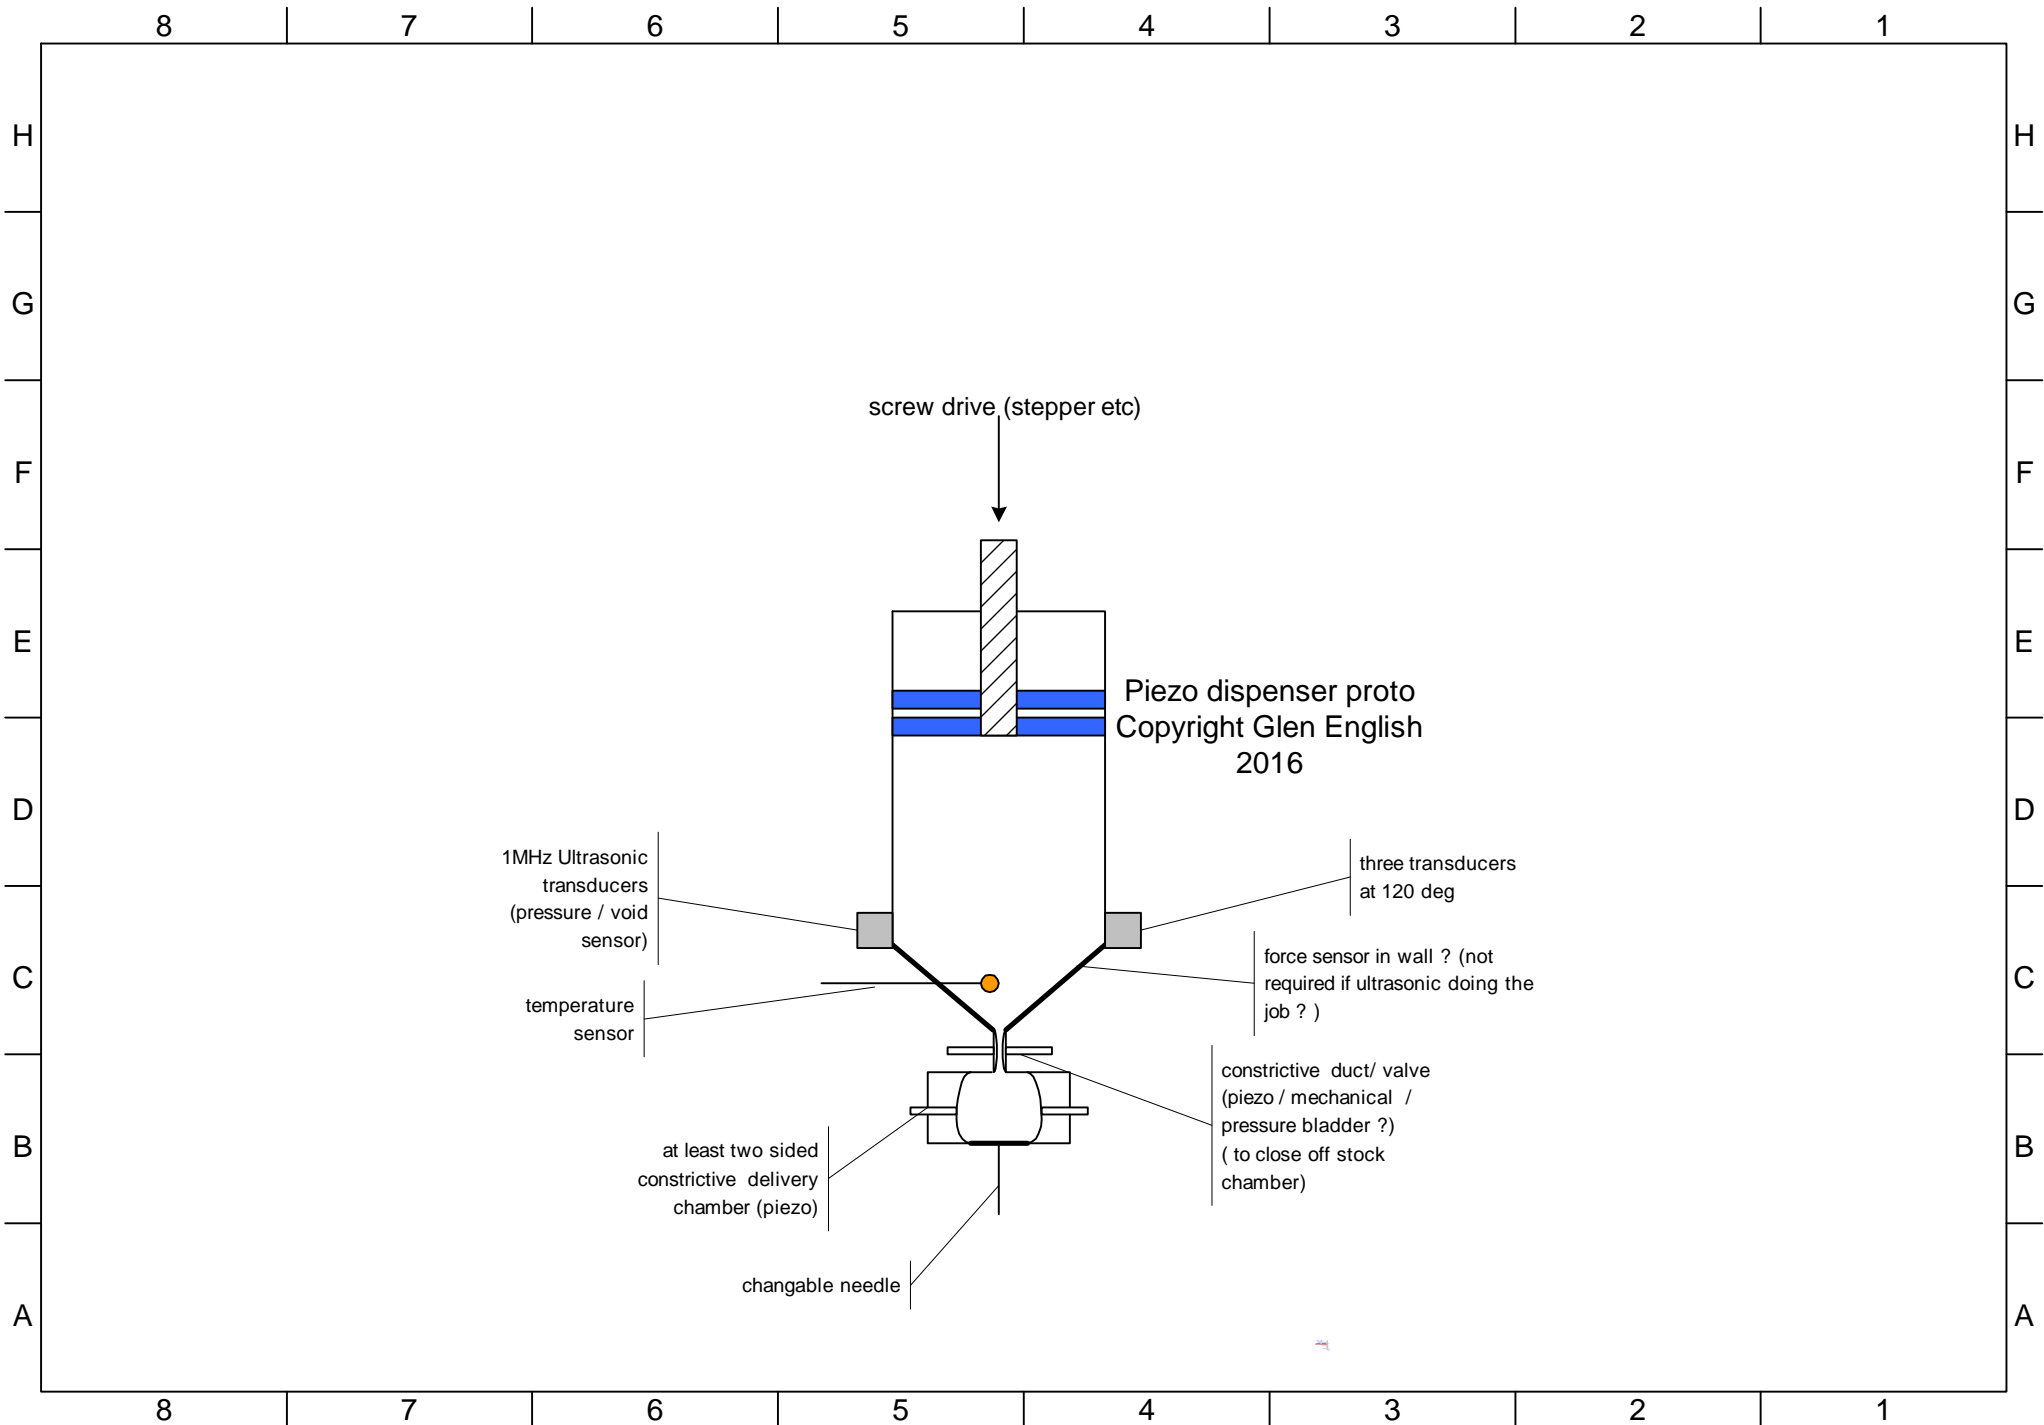 8 7 6 5 4 3 2 1
H H
G G
screw drive (stepper etc)
F F
E E
Piezo dispenser proto
Copyright Glen English
2016
D D
1MHz Ultrasonic
transducers
(pressure / void
sensor)
three transducers
at 120 deg
force sensor in wall ? (not
required if ultrasonic doing the
job ? )
C C
temperature
sensor
constrictive duct/ valve
(piezo / mechanical /
pressure bladder ?)
( to close off stock
chamber)
B B
at least two sided
constrictive delivery
chamber (piezo)
changable needle
A A
8 7 6 5 4 3 2 1